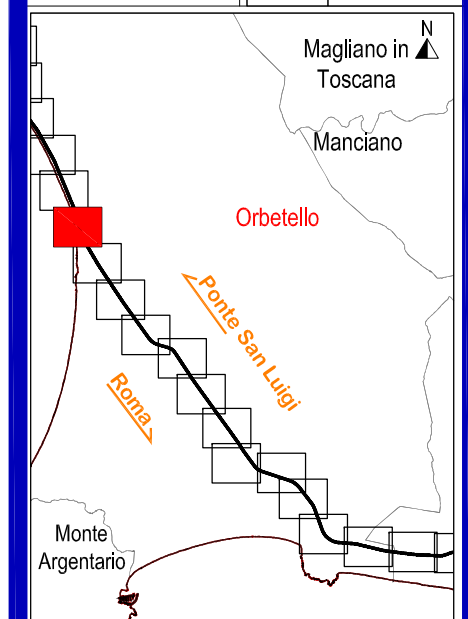 N
Magliano in
Toscana
Manciano
Orbetello
Ponte San Luigi
Roma
Monte
Argentario